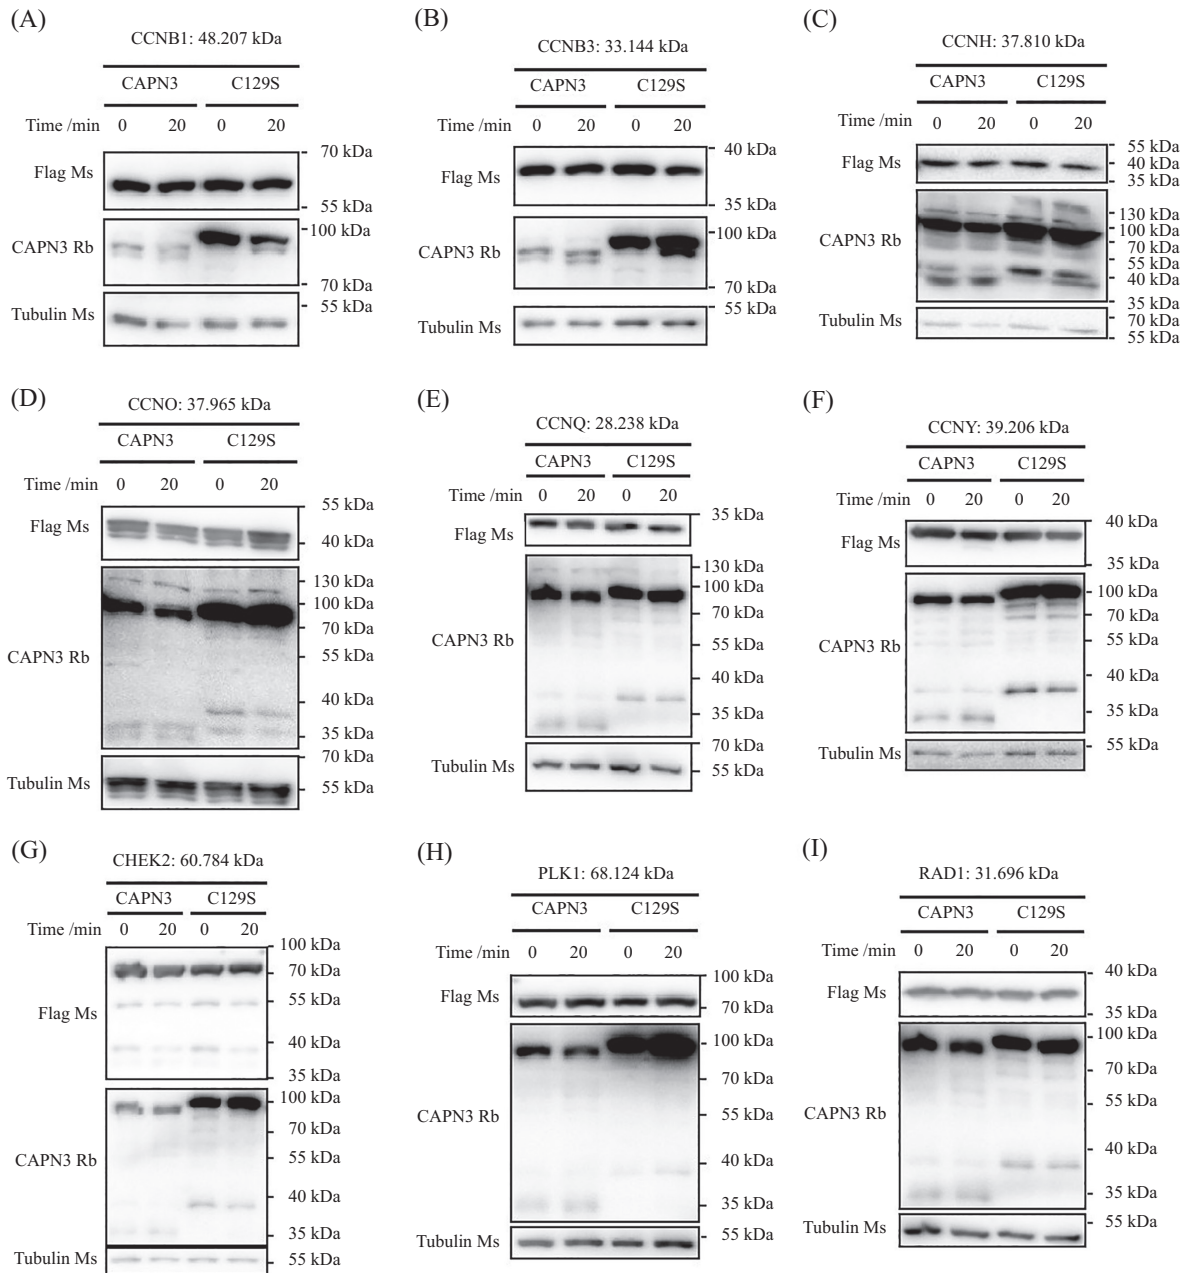 (A)
CCNB1: 48.207 kDa
CAPN3 C129S
Time /min 0 20 0 20
70 kDa
Flag Ms
55 kDa
100 kDa
CAPN3 Rb
70 kDa
55 kDa
Tubulin Ms
(B)
CCNB3: 33.144 kDa
CAPN3 C129S
Time /min 0 20 0 20
40 kDa
Flag Ms
35 kDa
100 kDa
CAPN3 Rb
70 kDa
55 kDa
Tubulin Ms
(C)
CCNH: 37.810 kDa
CAPN3 C129S
Time /min 0 20 0 20
55 kDa
Flag Ms 40 kDa
35 kDa
130 kDa
100 kDa
CAPN3 Rb
70 kDa
55 kDa
40 kDa
35 kDa
Tubulin Ms 70 kDa
55 kDa
(D)
CCNO: 37.965 kDa
CAPN3 C129S
Time /min 0 20 0 20
55 kDa
Flag Ms
40 kDa
130 kDa
100 kDa
70 kDa
CAPN3 Rb 55 kDa
40 kDa
35 kDa
70 kDa
Tubulin Ms 55 kDa
(E)
CCNQ: 28.238 kDa
CAPN3 C129S
Time /min 0 20 0 20
35 kDa
Flag Ms
130 kDa
100 kDa
70 kDa
CAPN3 Rb 55 kDa
40 kDa
35 kDa
70 kDa
Tubulin Ms 55 kDa
(F)
CCNY: 39.206 kDa
CAPN3 C129S
Time /min 0 20 0 20
40 kDa
Flag Ms
35 kDa
100 kDa
70 kDa
CAPN3 Rb 55 kDa
40 kDa
35 kDa
Tubulin Ms 55 kDa
(G)
CHEK2: 60.784 kDa
CAPN3 C129S
Time /min 0 20 0 20
100 kDa
70 kDa
Flag Ms 55 kDa
40 kDa
35 kDa
100 kDa
70 kDa
CAPN3 Rb 55 kDa
40 kDa
35 kDa
Tubulin Ms 55 kDa
(H)
PLK1: 68.124 kDa
CAPN3 C129S
Time /min 0 20 0 20
100 kDa
Flag Ms
70 kDa
100 kDa
70 kDa
CAPN3 Rb 55 kDa
40 kDa
35 kDa
Tubulin Ms 55 kDa
(I)
RAD1: 31.696 kDa
CAPN3 C129S
Time /min 0 20 0 20
40 kDa
Flag Ms
35 kDa
100 kDa
70 kDa
CAPN3 Rb 55 kDa
40 kDa
35 kDa
Tubulin Ms 55 kDa